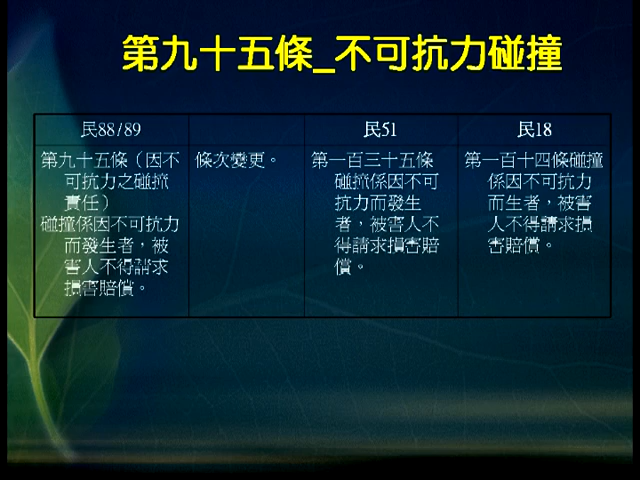 第九十五條_不可抗力碰撞
民88/89
民51
民18
第九十五條（因不
可抗力之碰撞
責任）
碰撞係因不可抗力
而發生者，被
害人不得請求
損害賠償。
條次變更。
第一百三十五條
碰撞係因不可
抗力而發生
者，被害人不
得請求損害賠
償。
第一百十四條碰撞
係因不可抗力
而生者，被害
人不得請求損
害賠償。